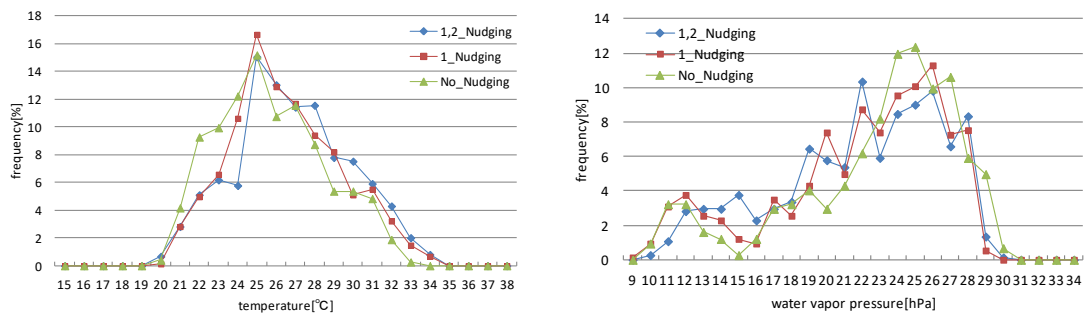 18
16
14
12
10
8
6
4
2
0
frequency[%]
1,2_Nudging
1_Nudging
No_Nudging
15 16 17 18 19 20 21 22 23 24 25 26 27 28 29 30 31 32 33 34 35 36 37 38
temperature[℃]
14
12
10
8
6
4
2
0
frequency[%]
1,2_Nudging
1_Nudging
No_Nudging
9 10 11 12 13 14 15 16 17 18 19 20 21 22 23 24 25 26 27 28 29 30 31 32 33 34
water vapor pressure[hPa]